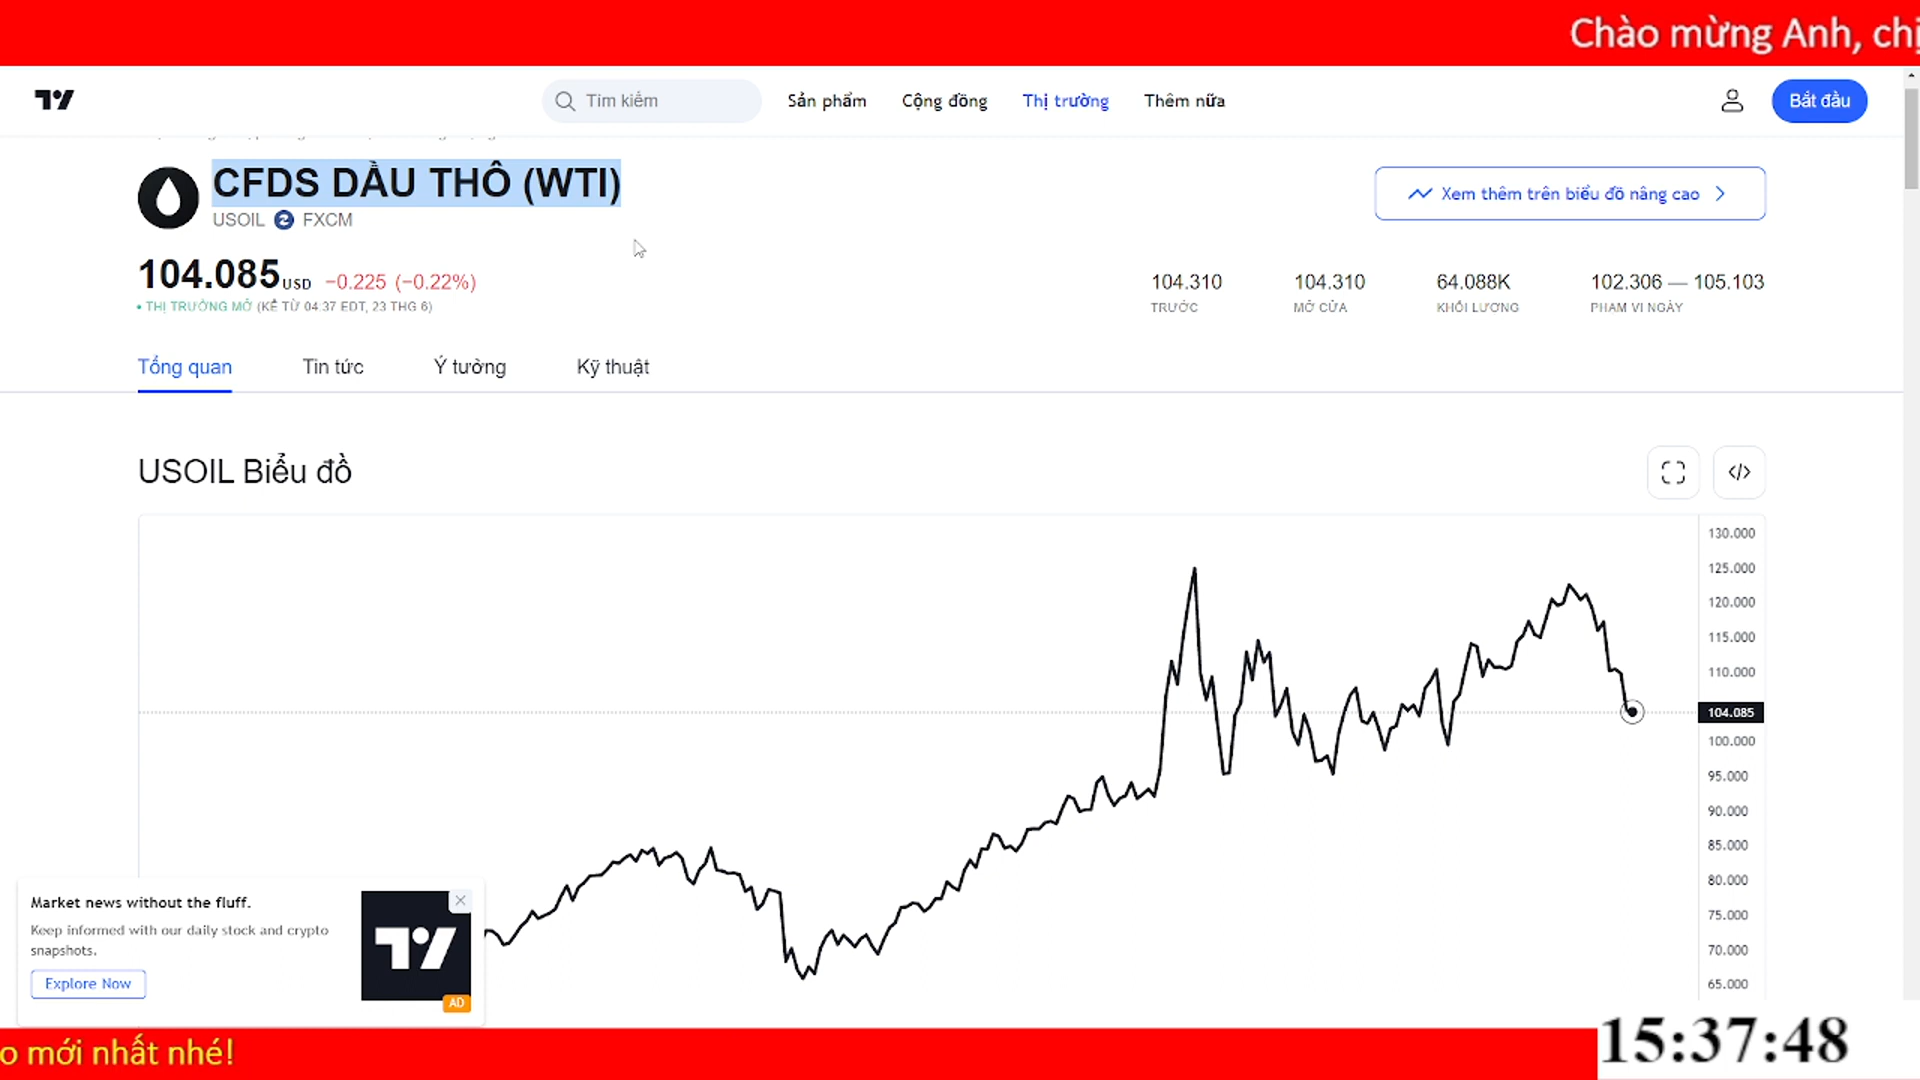 Chào mừng Anh, chị
Tìm kiếm
Sản phẩm
Cộng đồng
Thị trường
Thêm nữa
Bắt đầu
CFDS DẦU THÔ (WTI)
USOIL FXCM
Xem thêm trên biểu đồ nâng cao
104.085 USD −0.225 (−0.22%)
• THỊ TRƯỜNG MỞ (KỂ TỪ 04:37 EDT, 23 THG 6)
104.310
TRƯỚC
104.310
MỞ CỬA
64.088K
KHỐI LƯỢNG
102.306 — 105.103
PHẠM VI NGÀY
Tổng quan
Tin tức
Ý tưởng
Kỹ thuật
USOIL Biểu đồ
130.000
125.000
120.000
115.000
110.000
104.085
100.000
95.000
90.000
85.000
80.000
75.000
70.000
65.000
Market news without the fluff.
Keep informed with our daily stock and crypto
snapshots.
Explore Now
AD
o mới nhất nhé!
15:37:48